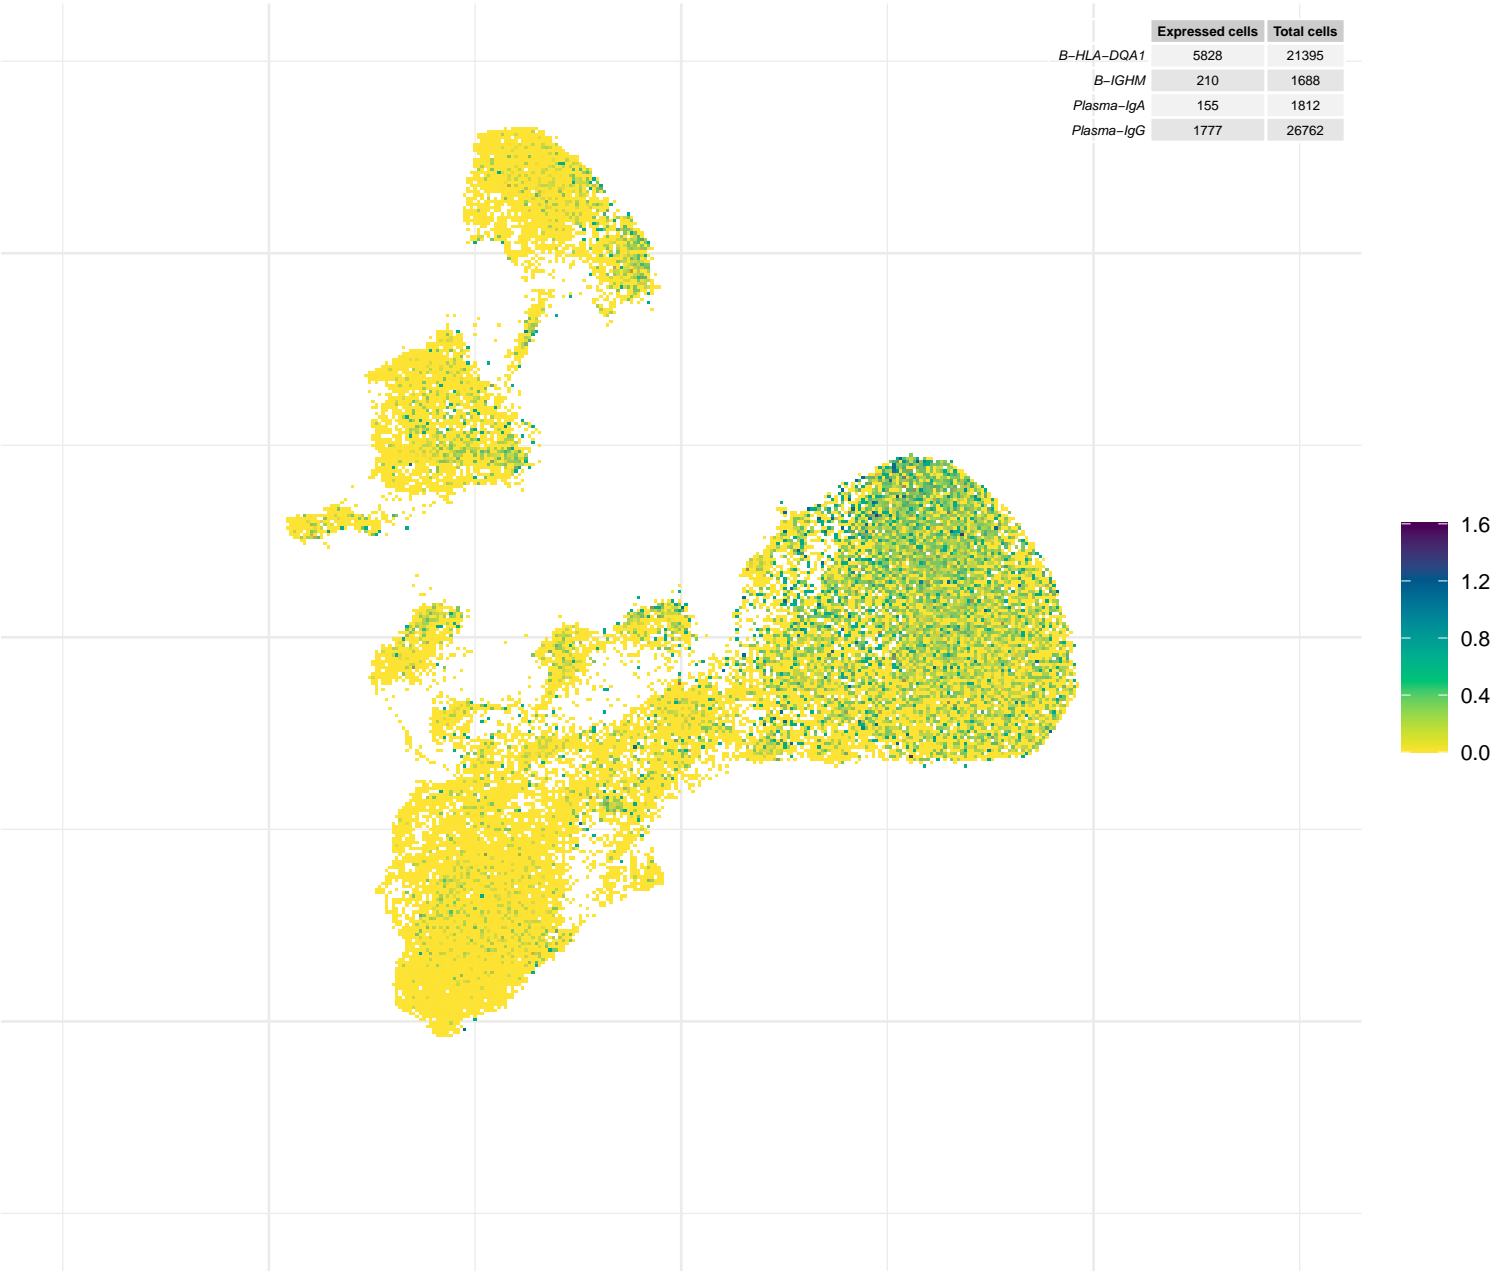 Expressed cells Total cells
B−HLA−DQA1 5828 21395
B−IGHM 210 1688
Plasma−IgA 155 1812
Plasma−IgG 1777 26762
1.6
1.2
0.8
0.4
0.0